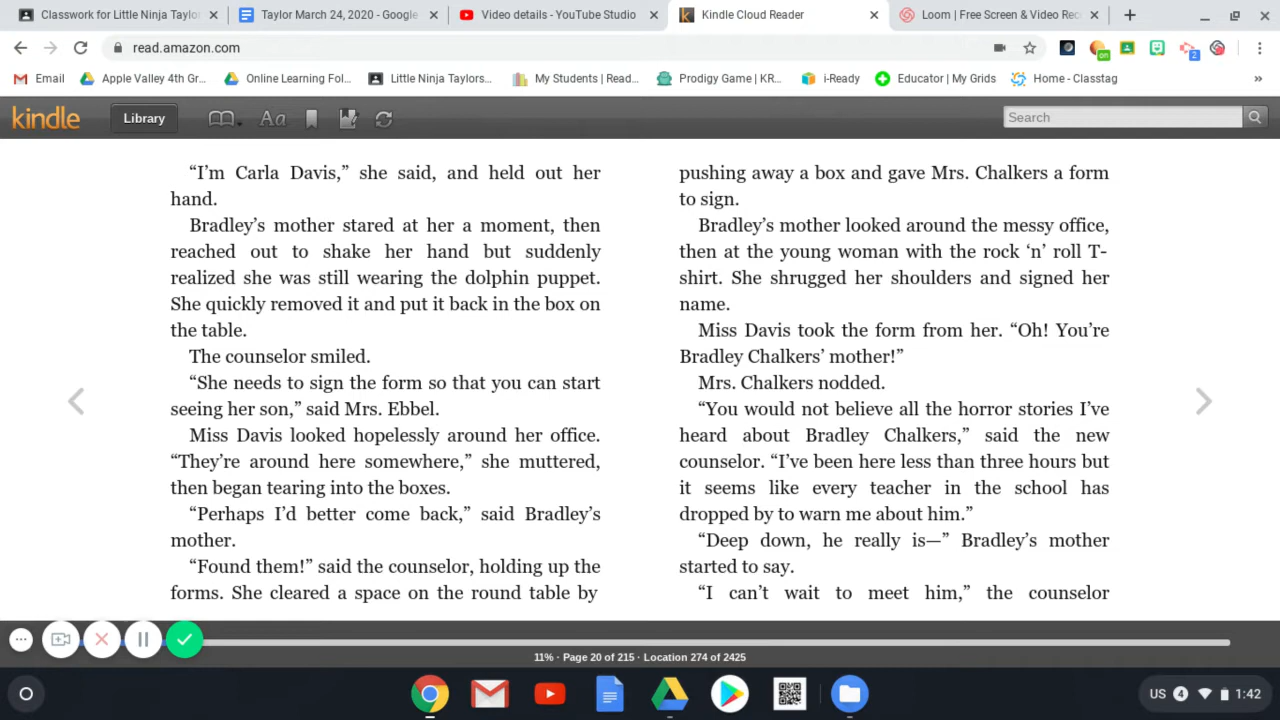 Classwork for Little Ninja Taylor
Taylor March 24, 2020 - Google
Video details - YouTube Studio
Kindle Cloud Reader
Loom | Free Screen & Video Rec
read.amazon.com
on
2
Email
Apple Valley 4th Gr...
Online Learning Fol...
Little Ninja Taylors...
My Students | Read...
Prodigy Game | KR...
i-Ready
Educator | My Grids
Home - Classtag
»
kindle
Library
Aa
Search
“I’m Carla Davis,” she said, and held out her
hand.
Bradley’s mother stared at her a moment, then
reached out to shake her hand but suddenly
realized she was still wearing the dolphin puppet.
She quickly removed it and put it back in the box on
the table.
The counselor smiled.
“She needs to sign the form so that you can start
seeing her son,” said Mrs. Ebbel.
Miss Davis looked hopelessly around her office.
“They’re around here somewhere,” she muttered,
then began tearing into the boxes.
“Perhaps I’d better come back,” said Bradley’s
mother.
“Found them!” said the counselor, holding up the
forms. She cleared a space on the round table by
pushing away a box and gave Mrs. Chalkers a form
to sign.
Bradley’s mother looked around the messy office,
then at the young woman with the rock ‘n’ roll T-
shirt. She shrugged her shoulders and signed her
name.
Miss Davis took the form from her. “Oh! You’re
Bradley Chalkers’ mother!”
Mrs. Chalkers nodded.
“You would not believe all the horror stories I’ve
heard about Bradley Chalkers,” said the new
counselor. “I’ve been here less than three hours but
it seems like every teacher in the school has
dropped by to warn me about him.”
“Deep down, he really is—” Bradley’s mother
started to say.
“I can’t wait to meet him,” the counselor
11% · Page 20 of 215 · Location 274 of 2425
US
4
1:42